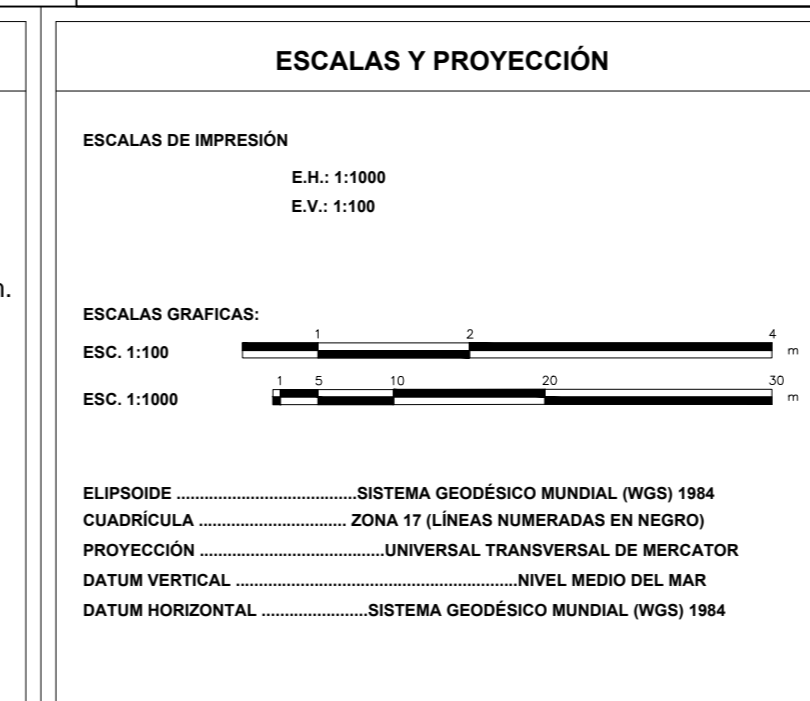 ESCALAS Y PROYECCIÓN
ESCALAS DE IMPRESIÓN
E.H.: 1:1000
E.V.: 1:100
n.
ESCALAS GRAFICAS:
1 2 4
ESC. 1:100 m
1 5 10 20 30
ESC. 1:1000 m
ELIPSOIDE .......................................SISTEMA GEODÉSICO MUNDIAL (WGS) 1984
CUADRÍCULA ................................ ZONA 17 (LÍNEAS NUMERADAS EN NEGRO)
PROYECCIÓN ........................................UNIVERSAL TRANSVERSAL DE MERCATOR
DATUM VERTICAL .............................................................NIVEL MEDIO DEL MAR
DATUM HORIZONTAL .......................SISTEMA GEODÉSICO MUNDIAL (WGS) 1984